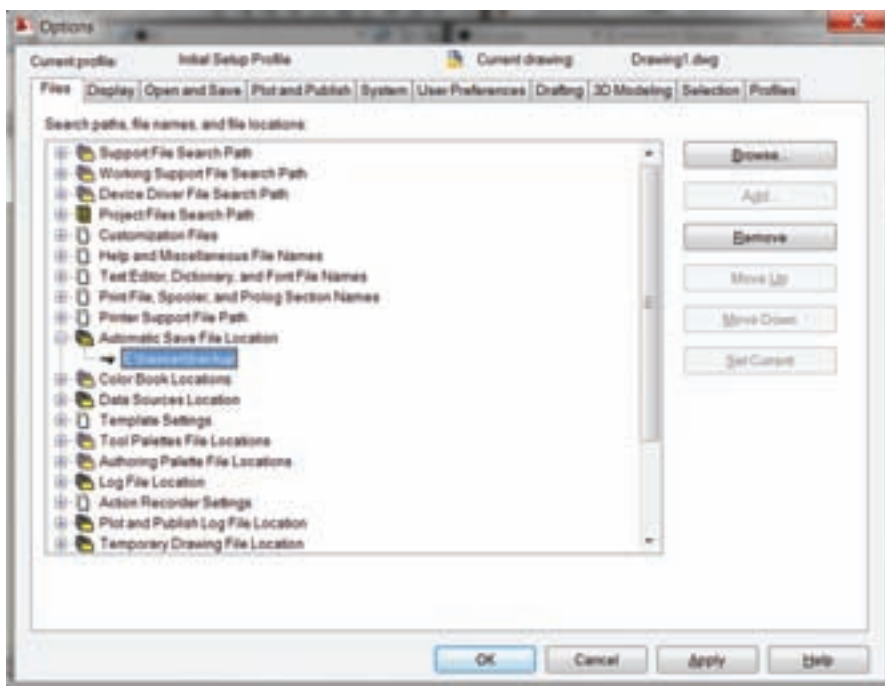 Options
Current profile: Initial Setup Profile Current drawing: Drawing1.dwg
Files Display Open and Save Plot and Publish System User Preferences Drafting 3D Modeling Selection Profiles
Search paths, file names, and file locations:
Support File Search Path
Working Support File Search Path
Device Driver File Search Path
Project Files Search Path
Customization Files
Help and Miscellaneous File Names
Text Editor, Dictionary, and Font File Names
Print File, Spooler, and Prolog Section Names
Printer Support File Path
Automatic Save File Location
Color Book Locations
Data Sources Location
Template Settings
Tool Palettes File Locations
Authoring Palette File Locations
Log File Location
Action Recorder Settings
Plot and Publish Log File Location
Temporary Drawing File Location
Browse...
Add...
Remove
Move Up
Move Down
Set Current
OK Cancel Apply Help